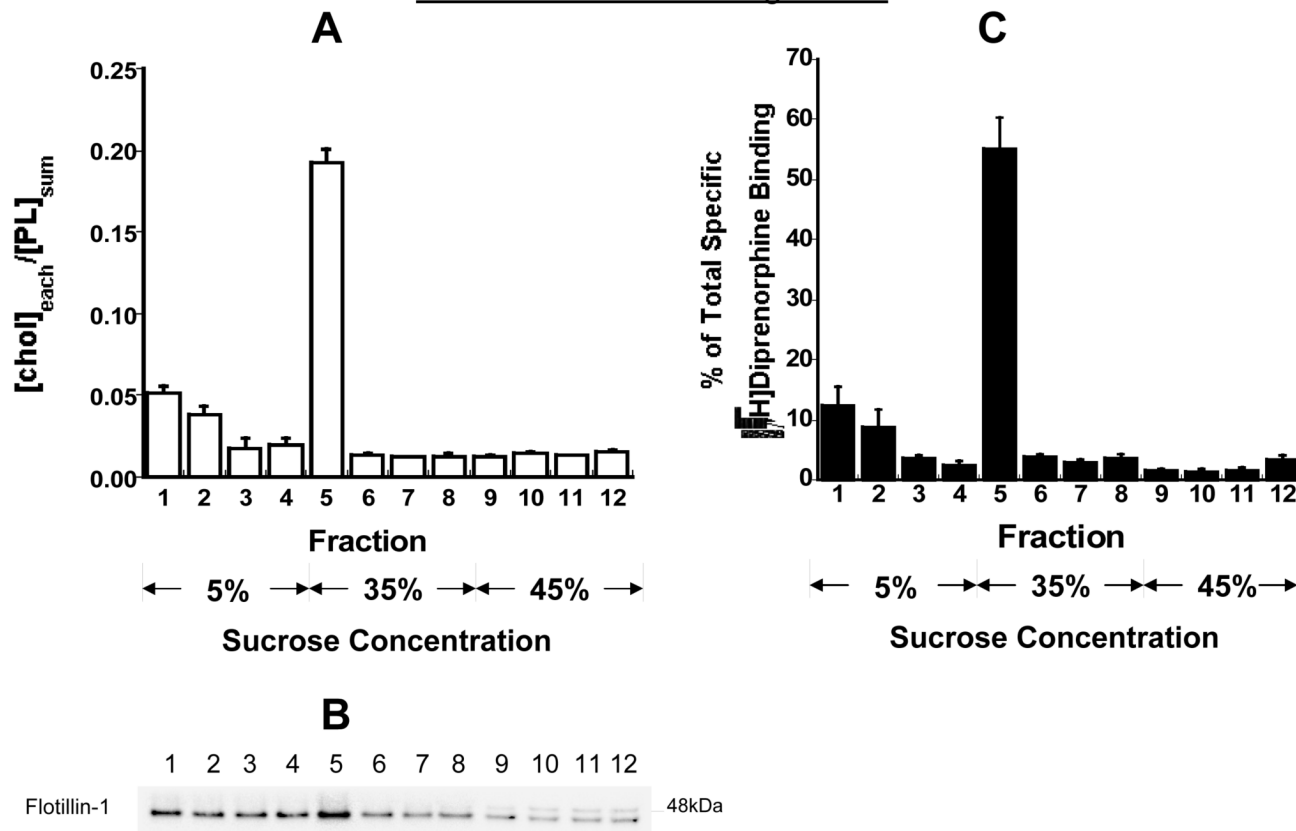 A
[chol]each/[PL]sum
0.25
0.20
0.15
0.10
0.05
0.00
1 2 3 4 5 6 7 8 9 10 11 12
Fraction
5% 35% 45%
Sucrose Concentration
C
% of Total Specific
H]Diprenorphine Binding
70
60
50
40
30
20
10
0
1 2 3 4 5 6 7 8 9 10 11 12
Fraction
5% 35% 45%
Sucrose Concentration
B
1 2 3 4 5 6 7 8 9 10 11 12
Flotillin-1
48kDa